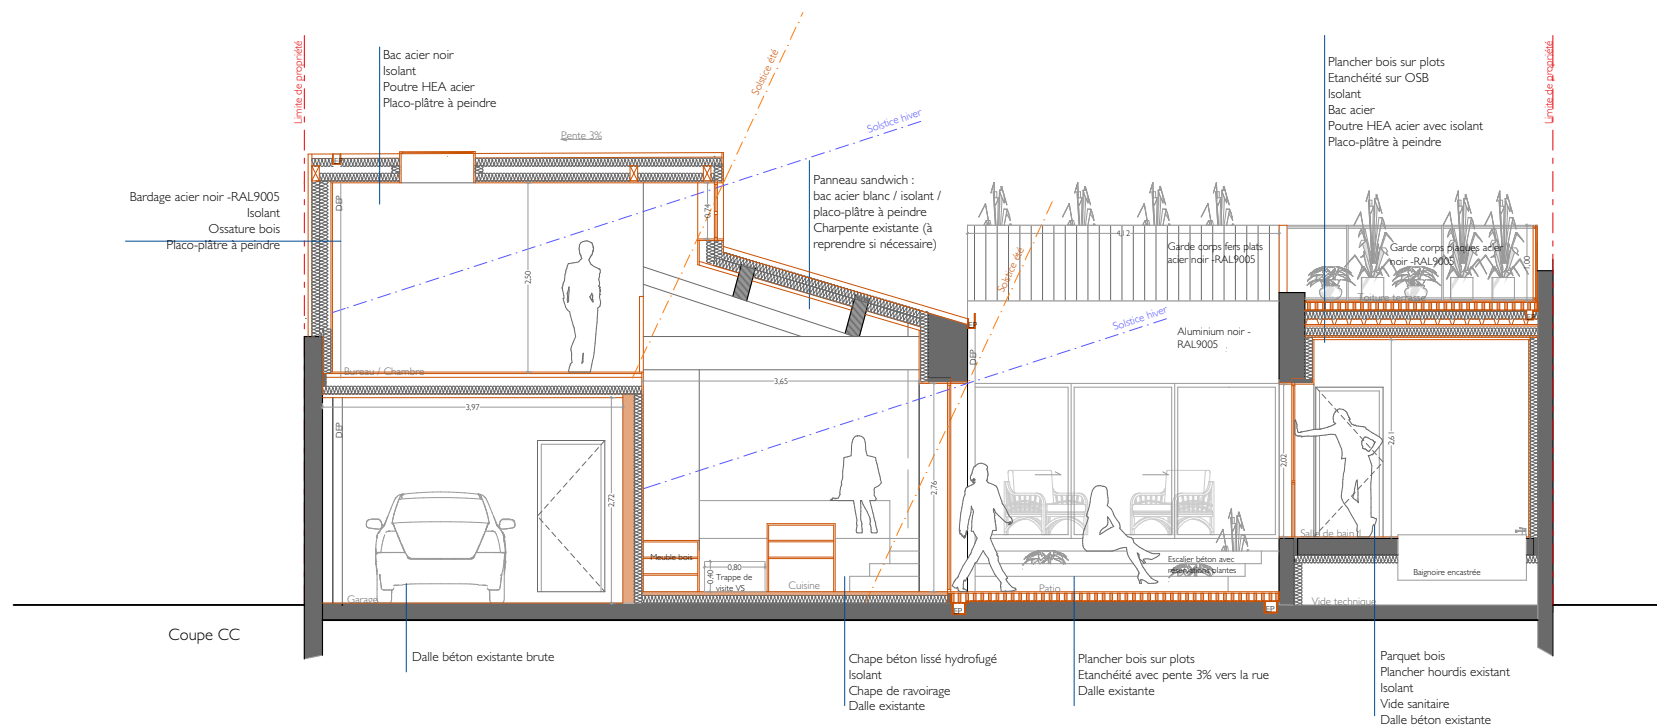 Limite de propriété
Bac acier noir
Isolant
Poutre HEA acier
Placo-plâtre à peindre
Solstice été
Solstice hiver
Plancher bois sur plots
Etanchéité sur OSB
Isolant
Bac acier
Poutre HEA acier avec isolant
Placo-plâtre à peindre
Limite de propriété
Pente 3%
Bardage acier noir -RAL9005
Isolant
Ossature bois
Placo-plâtre à peindre
DEP
2,50
0,74
Panneau sandwich :
bac acier blanc / isolant /
placo-plâtre à peindre
Charpente existante (à
reprendre si nécessaire)
4,12
Garde corps fers plats
acier noir -RAL9005
Garde corps plaques acier
noir -RAL9005
1,00
Toiture terrasse
Solstice été
Solstice hiver
EP
DEP
Aluminium noir -
RAL9005
Bureau / Chambre
3,97
3,65
DEP
2,72
2,76
2,02
2,61
Meuble bois
0,40
0,80
Trappe de
visite VS
Cuisine
Garage
Escalier béton avec
réservations plantes
Patio
Salle de bain
Baignoire encastrée
Vide technique
EP
EP
Coupe CC
Dalle béton existante brute
Chape béton lissé hydrofugé
Isolant
Chape de ravoirage
Dalle existante
Plancher bois sur plots
Etanchéité avec pente 3% vers la rue
Dalle existante
Parquet bois
Plancher hourdis existant
Isolant
Vide sanitaire
Dalle béton existante